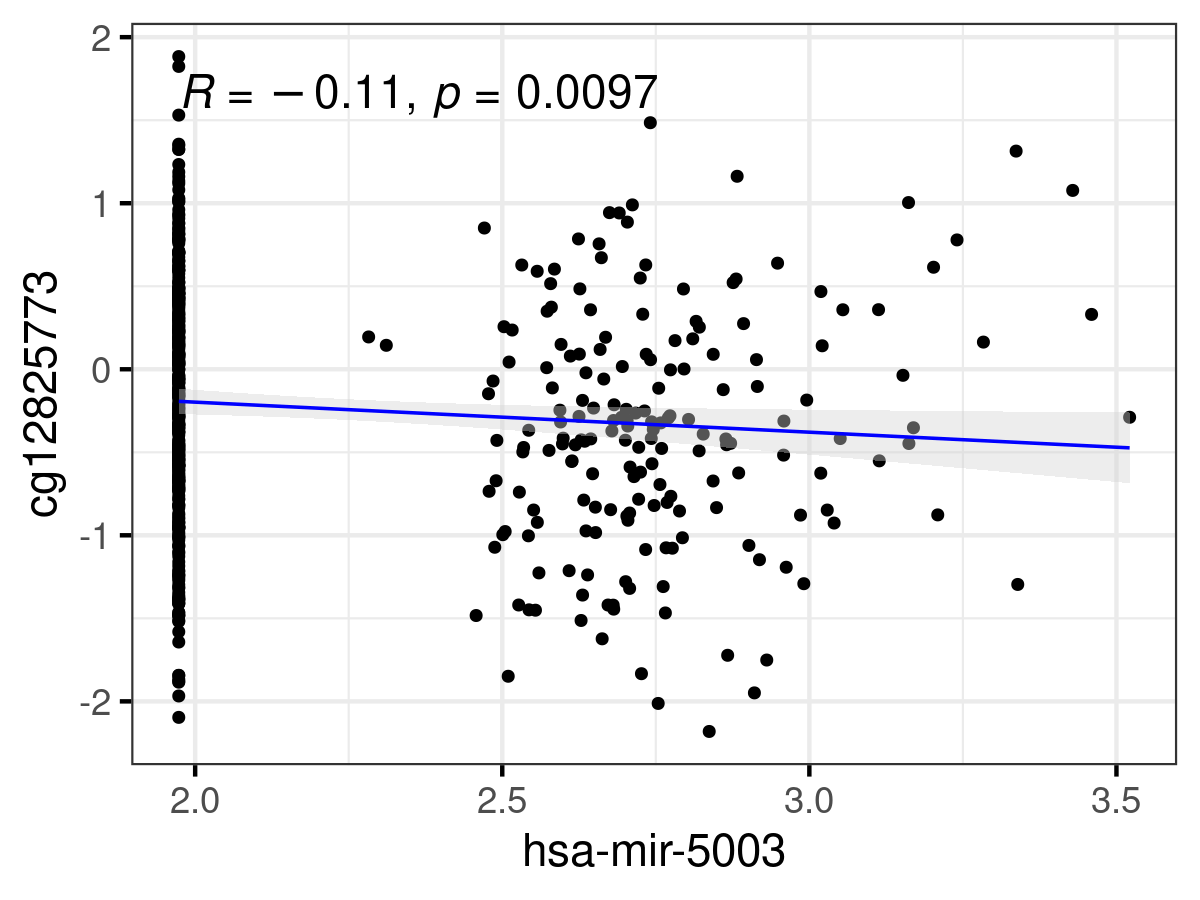 2
R = −0.11, p = 0.0097
1
0
-1
-2
cg12825773
2.0 2.5 3.0 3.5
hsa-mir-5003